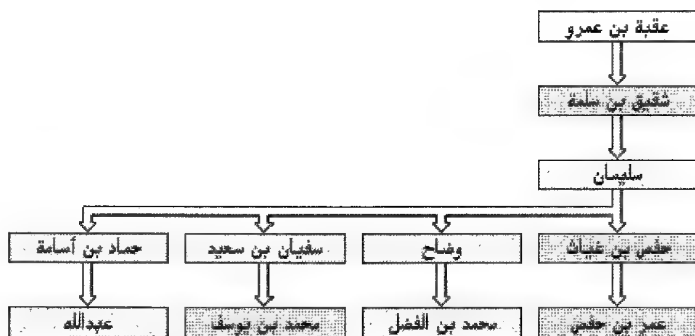 عقبة بن عمرو
شقيق بن سلمة
سليمان
حفص بن غياث وضاح سفيان بن سعيد حماد بن أسامة
عمر بن حفص محمد بن الفضل محمد بن يوسف عبدالله